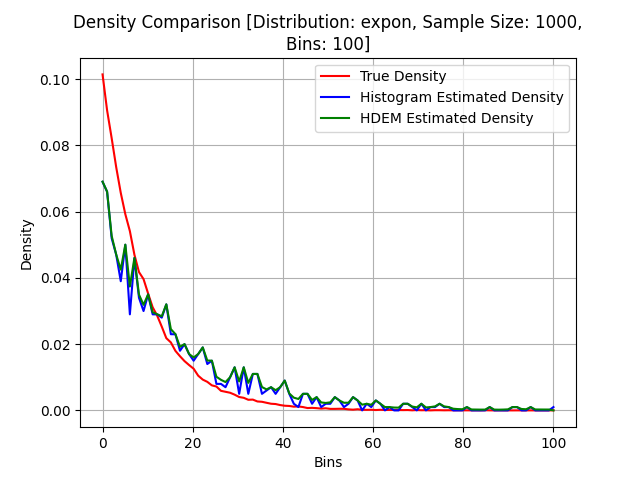 Density Comparison [Distribution: expon, Sample Size: 1000,
Bins: 100]
True Density
Histogram Estimated Density
HDEM Estimated Density
Density
0.10
0.08
0.06
0.04
0.02
0.00
0 20 40 60 80 100
Bins